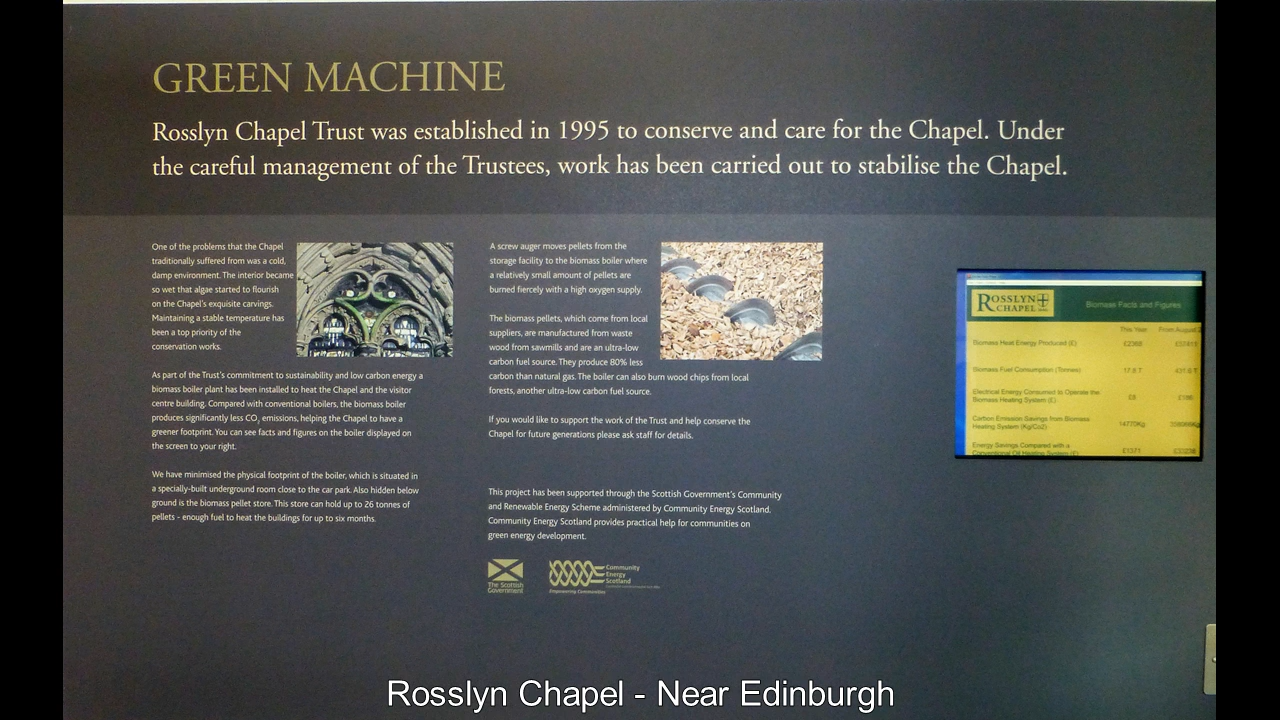 GREEN MACHINE
Rosslyn Chapel Trust was established in 1995 to conserve and care for the Chapel. Under
the careful management of the Trustees, work has been carried out to stabilise the Chapel.
One of the problems that the Chapel
traditionally suffered from was a cold,
damp environment. The interior became
so wet that algae started to flourish
on the Chapel's exquisite carvings.
Maintaining a stable temperature has
been a top priority of the
conservation works.
As part of the Trust's commitment to sustainability and low carbon energy a
biomass boiler plant has been installed to heat the Chapel and the visitor
centre building. Compared with conventional boilers, the biomass boiler
produces significantly less CO₂ emissions, helping the Chapel to have a
greener footprint. You can see facts and figures on the boiler displayed on
the screen to your right.
We have minimised the physical footprint of the boiler, which is situated in
a specially-built underground room close to the car park. Also hidden below
ground is the biomass pellet store. This store can hold up to 26 tonnes of
pellets - enough fuel to heat the buildings for up to six months.
A screw auger moves pellets from the
storage facility to the biomass boiler where
a relatively small amount of pellets are
burned fiercely with a high oxygen supply.
The biomass pellets, which come from local
suppliers, are manufactured from waste
wood from sawmills and are an ultra-low
carbon fuel source. They produce 80% less
carbon than natural gas. The boiler can also burn wood chips from local
forests, another ultra-low carbon fuel source.
If you would like to support the work of the Trust and help conserve the
Chapel for future generations please ask staff for details.
This project has been supported through the Scottish Government's Community
and Renewable Energy Scheme administered by Community Energy Scotland.
Community Energy Scotland provides practical help for communities on
green energy development.
The Scottish
Government
Community
Energy
Scotland
Empowering Communities
ROSSLYN
CHAPEL
Biomass Facts and Figures
This Year From August
Biomass Heat Energy Produced (£) £2368
Biomass Fuel Consumption (Tonnes) 17.8 T
Electrical Energy Consumed to Operate the
Biomass Heating System (£) £8 £186
Carbon Emission Savings from Biomass
Heating System (Kg/Co2) 14770Kg
Energy Savings Compared with a
Conventional Oil Heating System (£) £1371
Rosslyn Chapel - Near Edinburgh